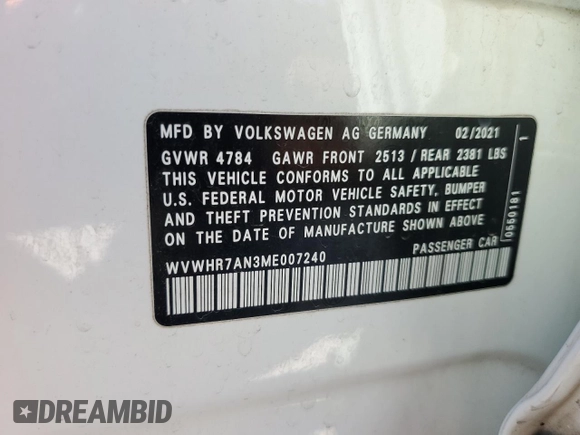 MFD BY VOLKSWAGEN AG GERMANY 02/2021
GVWR 4784 GAWR FRONT 2513 / REAR 2381 LBS
THIS VEHICLE CONFORMS TO ALL APPLICABLE
U.S. FEDERAL MOTOR VEHICLE SAFETY, BUMPER
AND THEFT PREVENTION STANDARDS IN EFFECT
ON THE DATE OF MANUFACTURE SHOWN ABOVE
WVWHR7AN3ME007240 PASSENGER CAR
0550181 1
DREAMBID